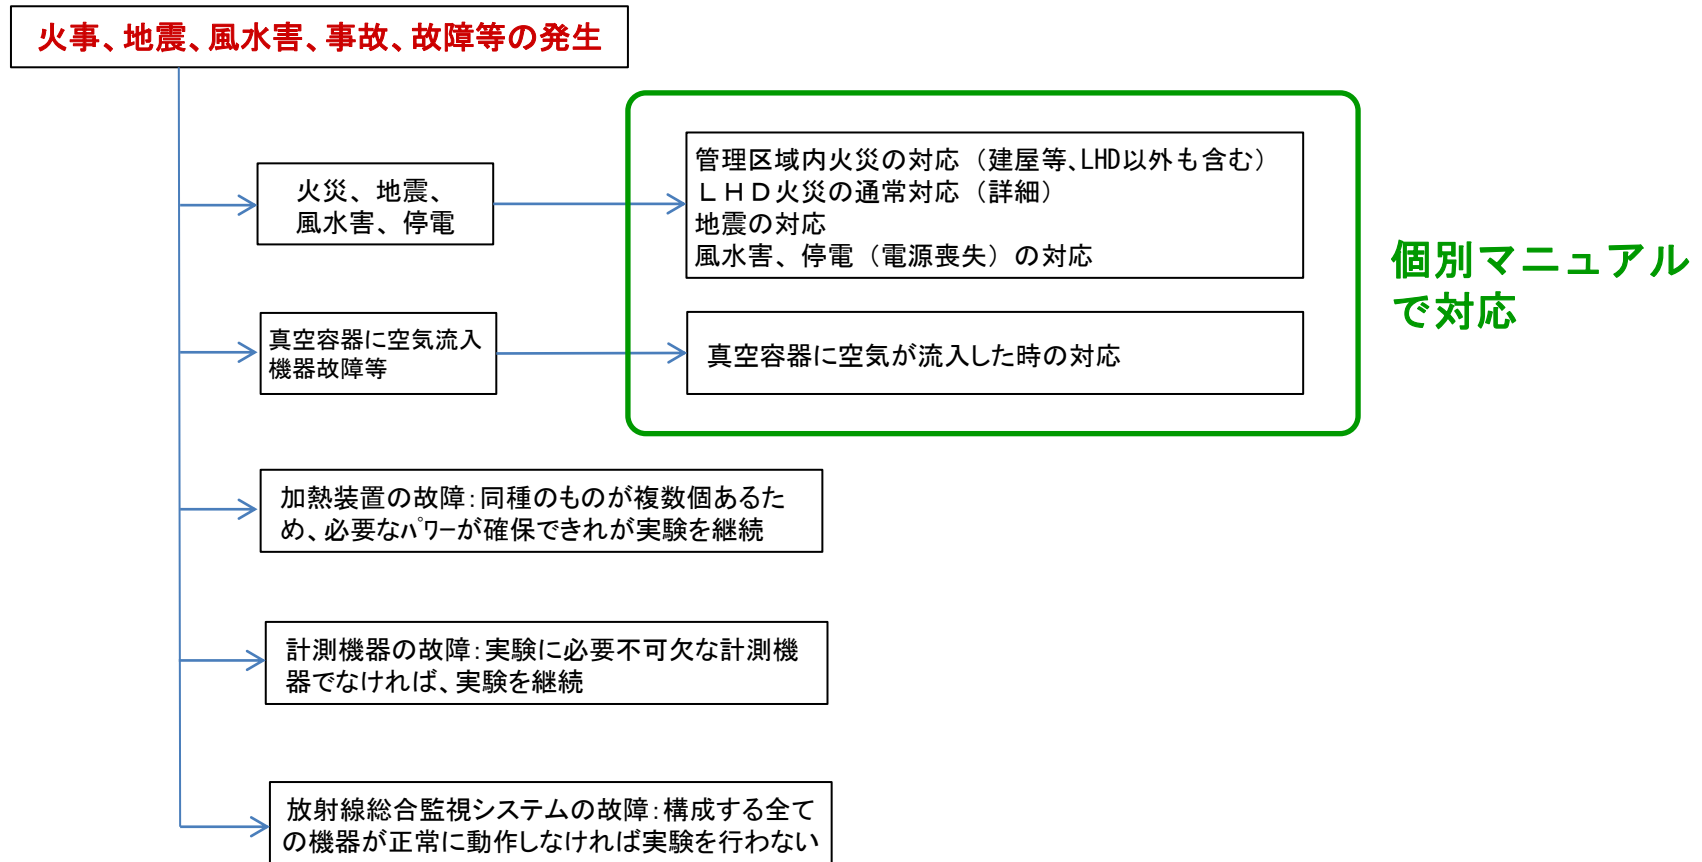 火事、地震、風水害、事故、故障等の発生
火災、地震、
風水害、停電
管理区域内火災の対応（建屋等、LHD以外も含む）
ＬＨＤ火災の通常対応（詳細）
地震の対応
風水害、停電（電源喪失）の対応
個別マニュアル
で対応
真空容器に空気流入
機器故障等
真空容器に空気が流入した時の対応
加熱装置の故障：同種のものが複数個あるた
め、必要なﾊﾟﾜｰが確保できれが実験を継続
計測機器の故障：実験に必要不可欠な計測機
器でなければ、実験を継続
放射線総合監視システムの故障：構成する全て
の機器が正常に動作しなければ実験を行わない